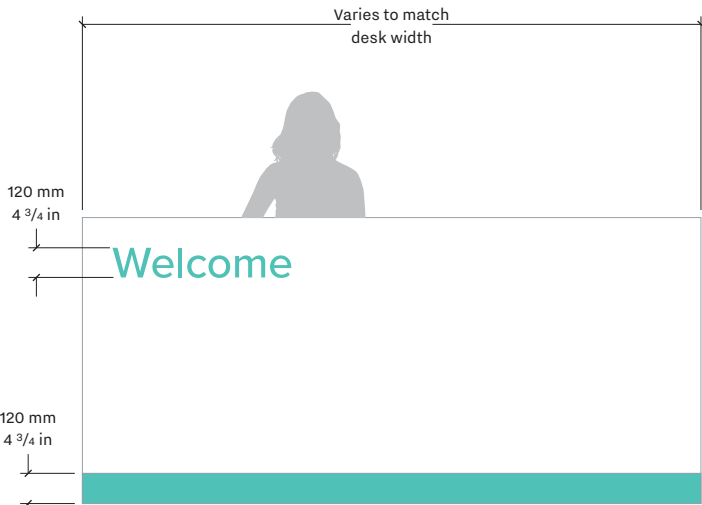 Varies to match
desk width
120 mm
4 3/4 in
Welcome
120 mm
4 3/4 in